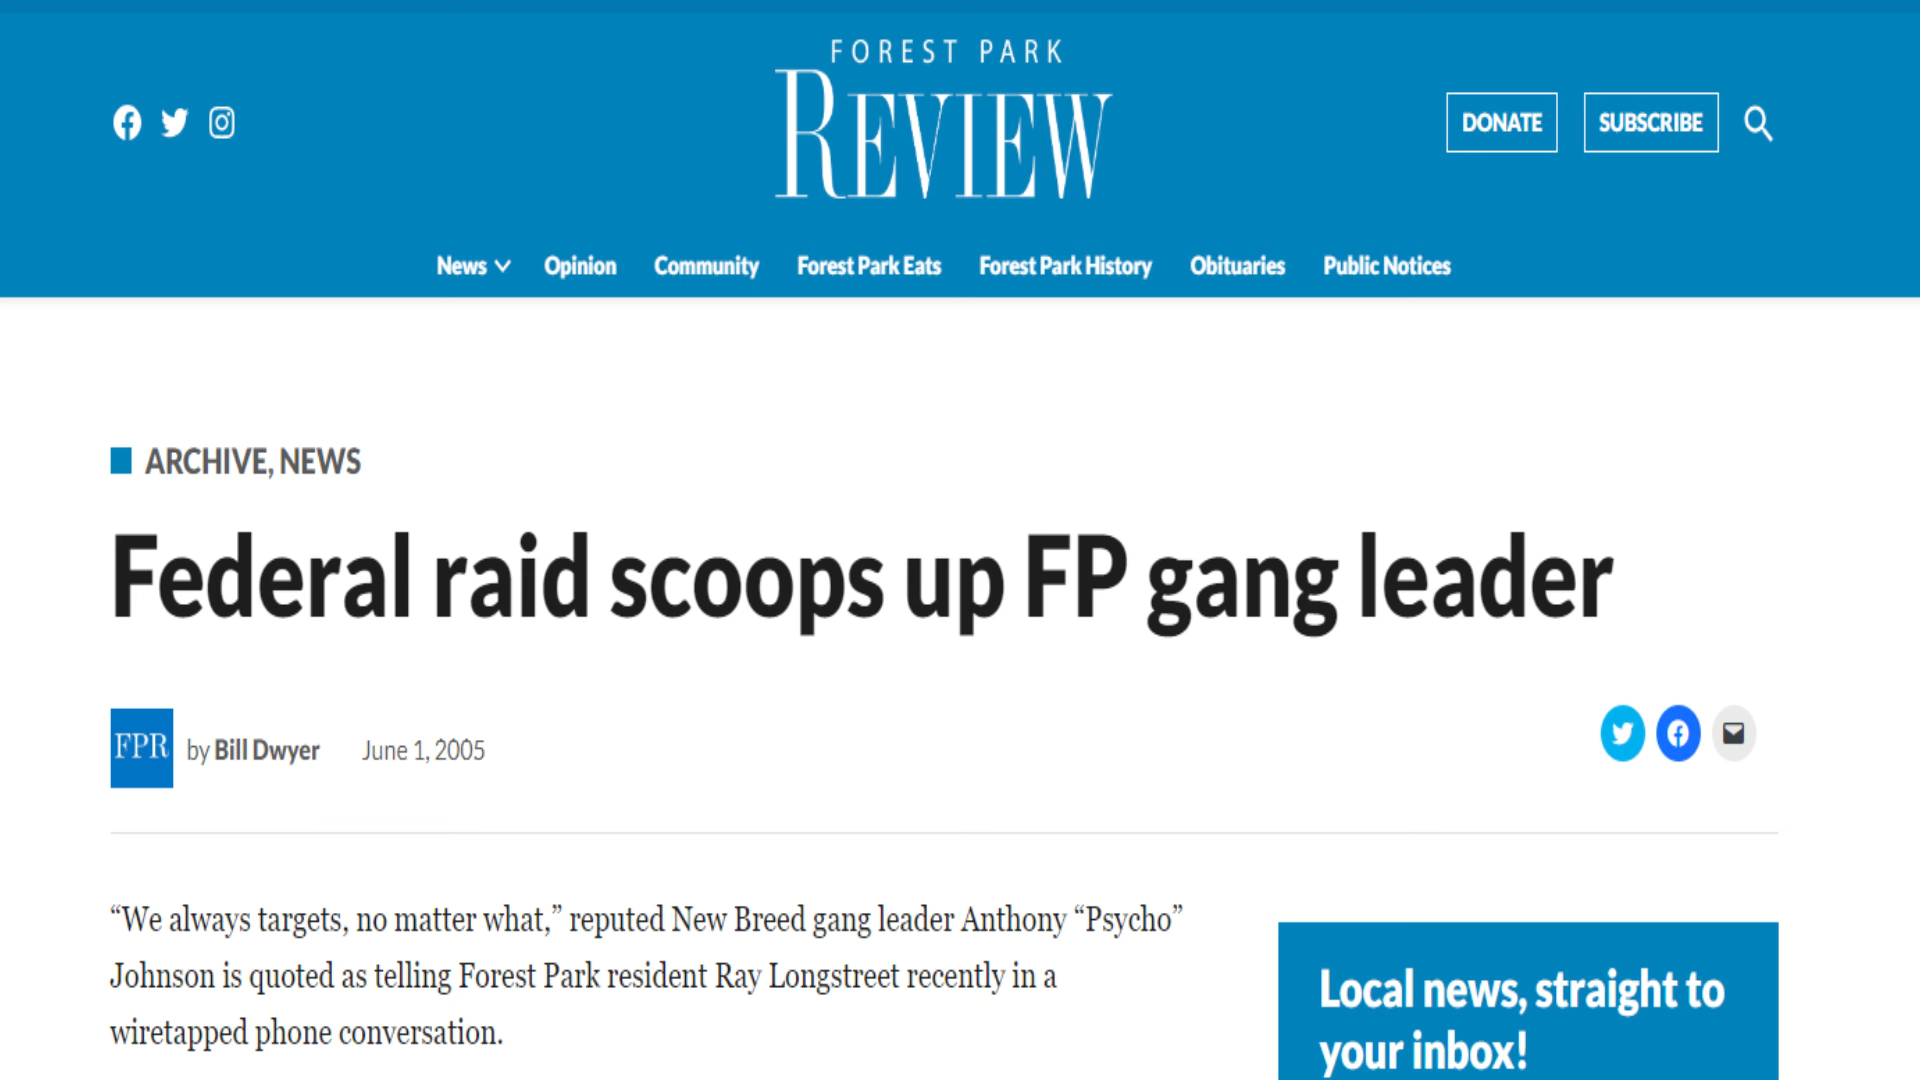 FOREST PARK
REVIEW
DONATE
SUBSCRIBE
News
Opinion
Community
Forest Park Eats
Forest Park History
Obituaries
Public Notices
ARCHIVE, NEWS
Federal raid scoops up FP gang leader
FPR
by Bill Dwyer
June 1, 2005
“We always targets, no matter what,” reputed New Breed gang leader Anthony “Psycho”
Johnson is quoted as telling Forest Park resident Ray Longstreet recently in a
wiretapped phone conversation.
Local news, straight to
your inbox!